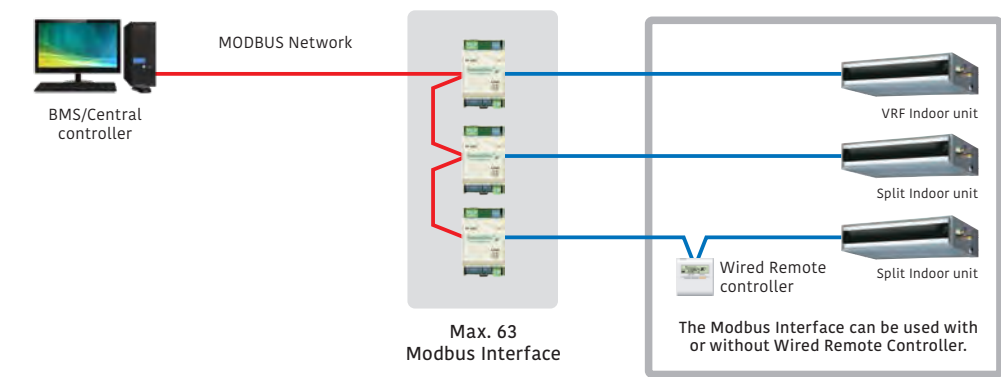 MODBUS Network
BMS/Central
controller
VRF Indoor unit
Split Indoor unit
Split Indoor unit
Wired Remote
controller
Max. 63
Modbus Interface
The Modbus Interface can be used with
or without Wired Remote Controller.